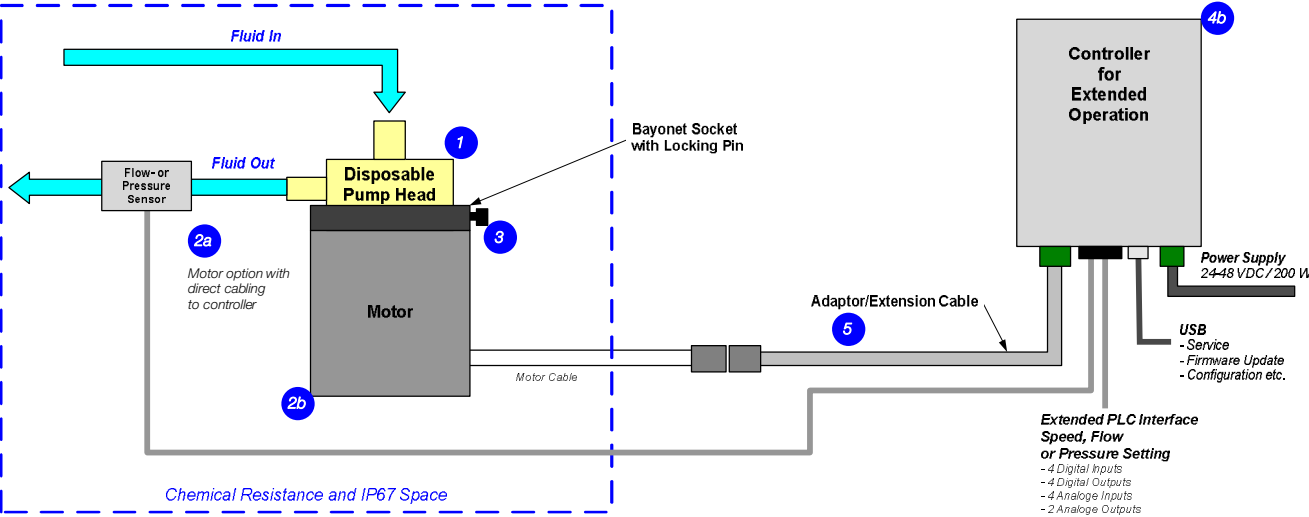 Fluid In
4b
Controller
for
Extended
Operation
1
Bayonet Socket
with Locking Pin
Flow- or
Pressure
Sensor
Fluid Out
Disposable
Pump Head
2a
3
Motor option with
direct cabling
to controller
Motor
Power Supply
24-48 VDC / 200 W
Adaptor/Extension Cable
5
USB
- Service
- Firmware Update
- Configuration etc.
Motor Cable
2b
Extended PLC Interface
Speed, Flow
or Pressure Setting
- 4 Digital Inputs
- 4 Digital Outputs
- 4 Analoge Inputs
- 2 Analoge Outputs
Chemical Resistance and IP67 Space